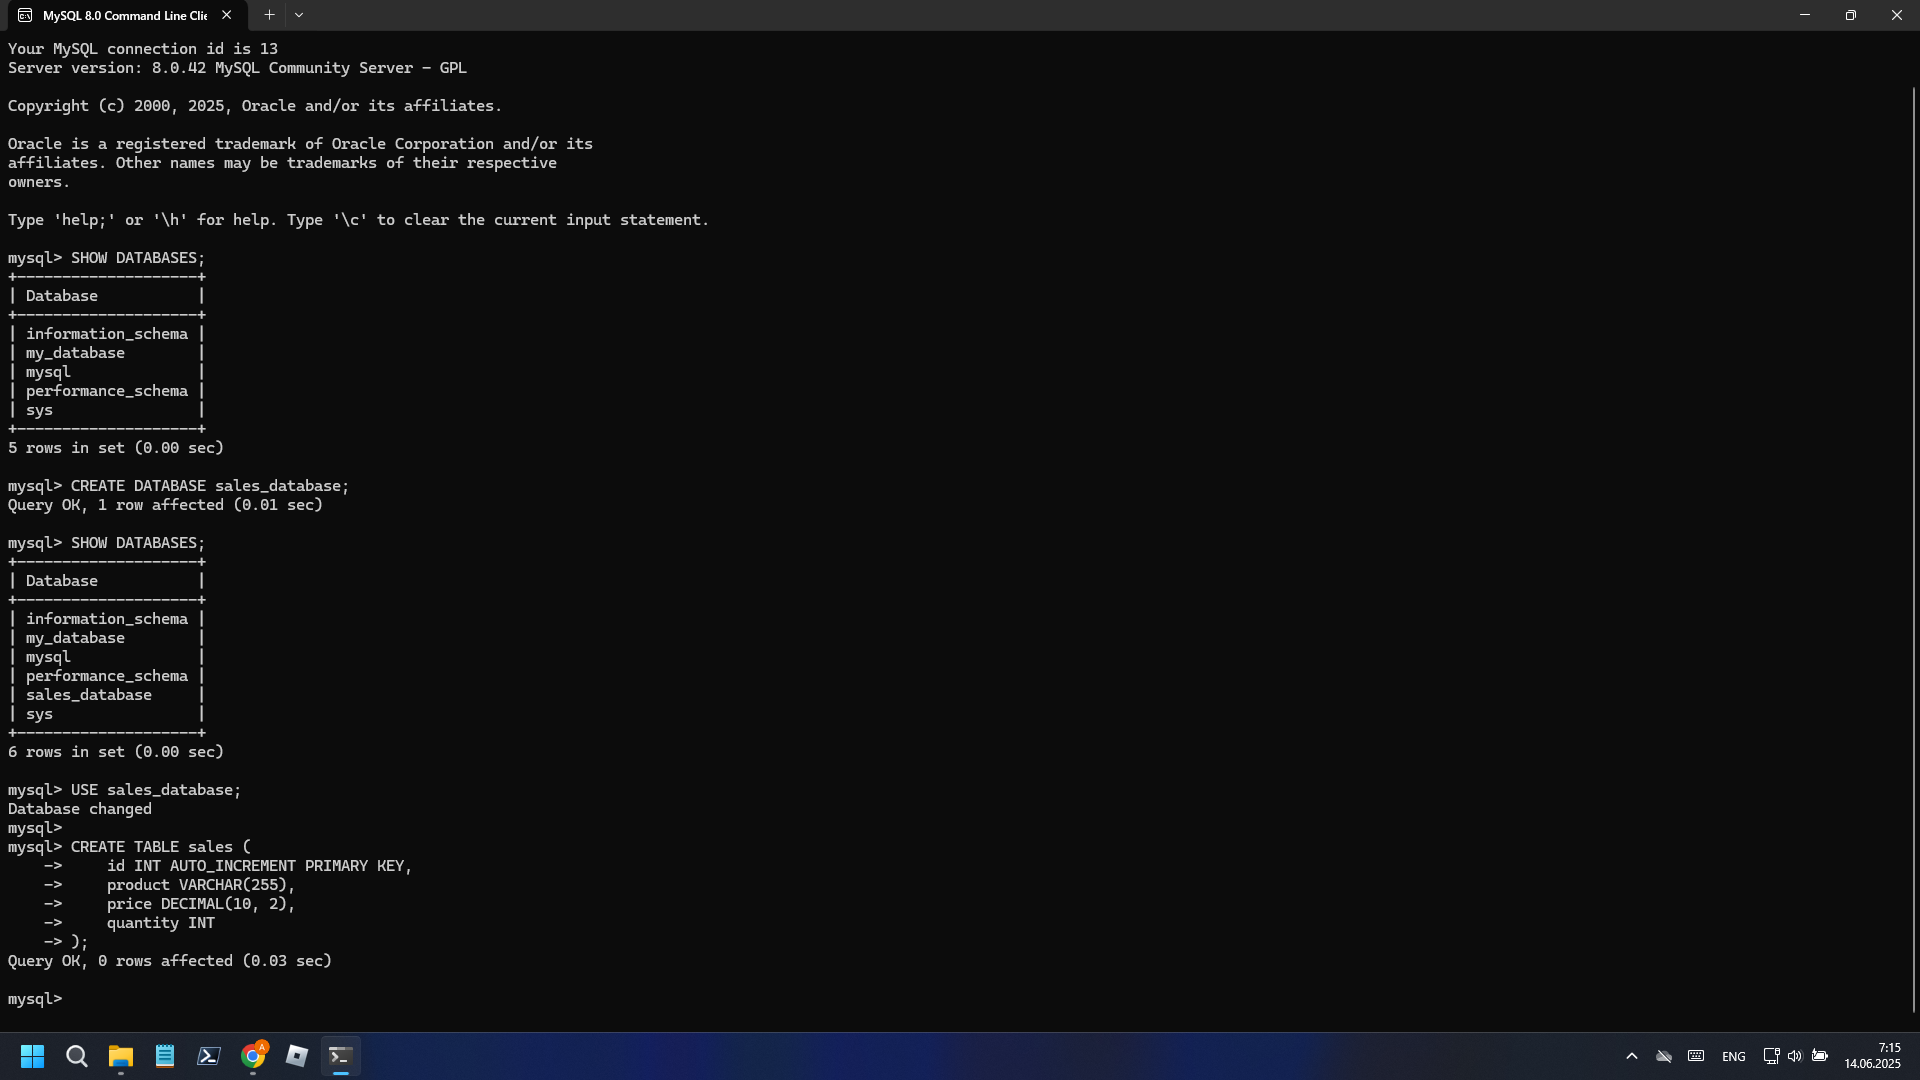 MySQL 8.0 Command Line Clie
Your MySQL connection id is 13
Server version: 8.0.42 MySQL Community Server - GPL
Copyright (c) 2000, 2025, Oracle and/or its affiliates.
Oracle is a registered trademark of Oracle Corporation and/or its
affiliates. Other names may be trademarks of their respective
owners.
Type 'help;' or '\h' for help. Type '\c' to clear the current input statement.
mysql> SHOW DATABASES;
+--------------------+
| Database           |
+--------------------+
| information_schema |
| my_database        |
| mysql              |
| performance_schema |
| sys                |
+--------------------+
5 rows in set (0.00 sec)
mysql> CREATE DATABASE sales_database;
Query OK, 1 row affected (0.01 sec)
mysql> SHOW DATABASES;
+--------------------+
| Database           |
+--------------------+
| information_schema |
| my_database        |
| mysql              |
| performance_schema |
| sales_database     |
| sys                |
+--------------------+
6 rows in set (0.00 sec)
mysql> USE sales_database;
Database changed
mysql>
mysql> CREATE TABLE sales (
    ->     id INT AUTO_INCREMENT PRIMARY KEY,
    ->     product VARCHAR(255),
    ->     price DECIMAL(10, 2),
    ->     quantity INT
    -> );
Query OK, 0 rows affected (0.03 sec)
mysql>
A
ENG
7:15
14.06.2025